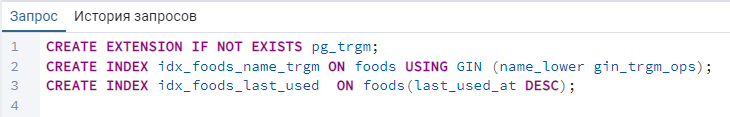 Запрос История запросов
1 CREATE EXTENSION IF NOT EXISTS pg_trgm;
2 CREATE INDEX idx_foods_name_trgm ON foods USING GIN (name_lower gin_trgm_ops);
3 CREATE INDEX idx_foods_last_used  ON foods(last_used_at DESC);
4